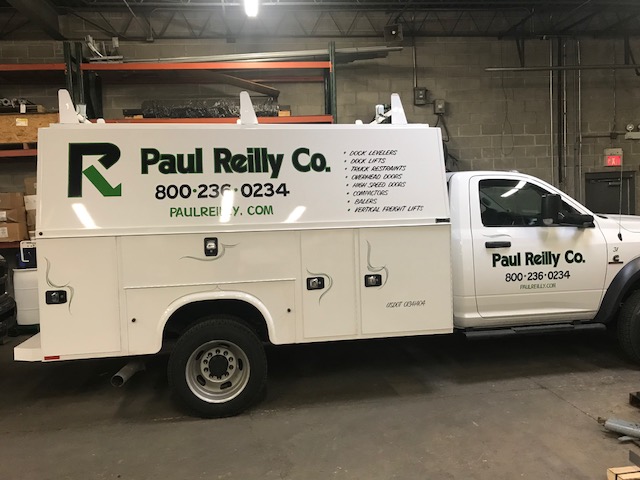 R
Paul Reilly Co.
800·236·0234
PAULREILLY.COM
• DOCK LEVELERS
• DOCK LIFTS
• TRUCK RESTRAINTS
• OVERHEAD DOORS
• HIGH SPEED DOORS
• COMPACTORS
• BALERS
• VERTICAL FREIGHT LIFTS
Paul Reilly Co.
800·236·0234
PAULREILLY.COM
31
EXIT